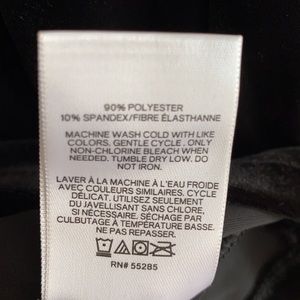 90% POLYESTER
10% SPANDEX/FIBRE ÉLASTHANNE
MACHINE WASH COLD WITH LIKE
COLORS, GENTLE CYCLE . ONLY
NON-CHLORINE BLEACH WHEN
NEEDED. TUMBLE DRY LOW. DO
NOT IRON.
LAVER À LA MACHINE À L'EAU FROIDE
AVEC COULEURS SIMILAIRES. CYCLE
DÉLICAT. UTILISEZ SEULEMENT
DU JAVELLISANT SANS CHLORE,
SI NÉCESSAIRE. SÉCHAGE PAR
CULBUTAGE À TEMPÉRATURE BASSE.
NE PAS REPASSER.
RN# 55285